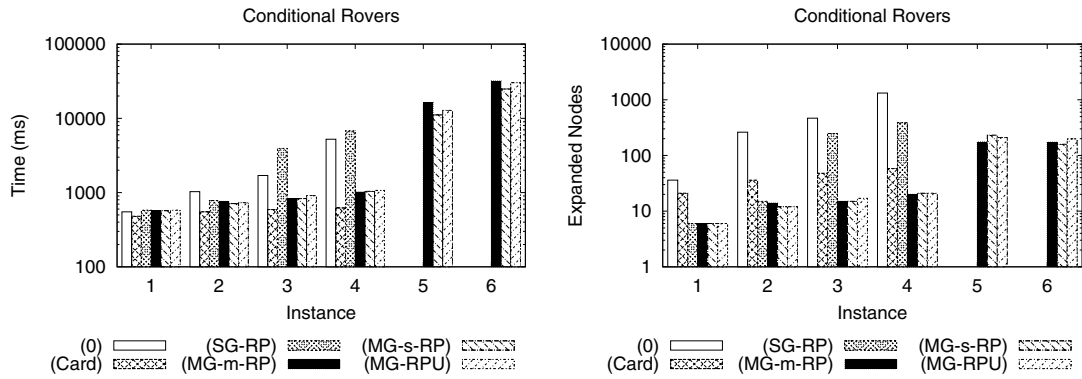 Conditional Rovers
Time (ms)
100000
10000
1000
100
1 2 3 4 5 6
Instance
(0) (SG-RP) (MG-s-RP)
(Card) (MG-m-RP) (MG-RPU)
Conditional Rovers
Expanded Nodes
10000
1000
100
10
1
1 2 3 4 5 6
Instance
(0) (SG-RP) (MG-s-RP)
(Card) (MG-m-RP) (MG-RPU)